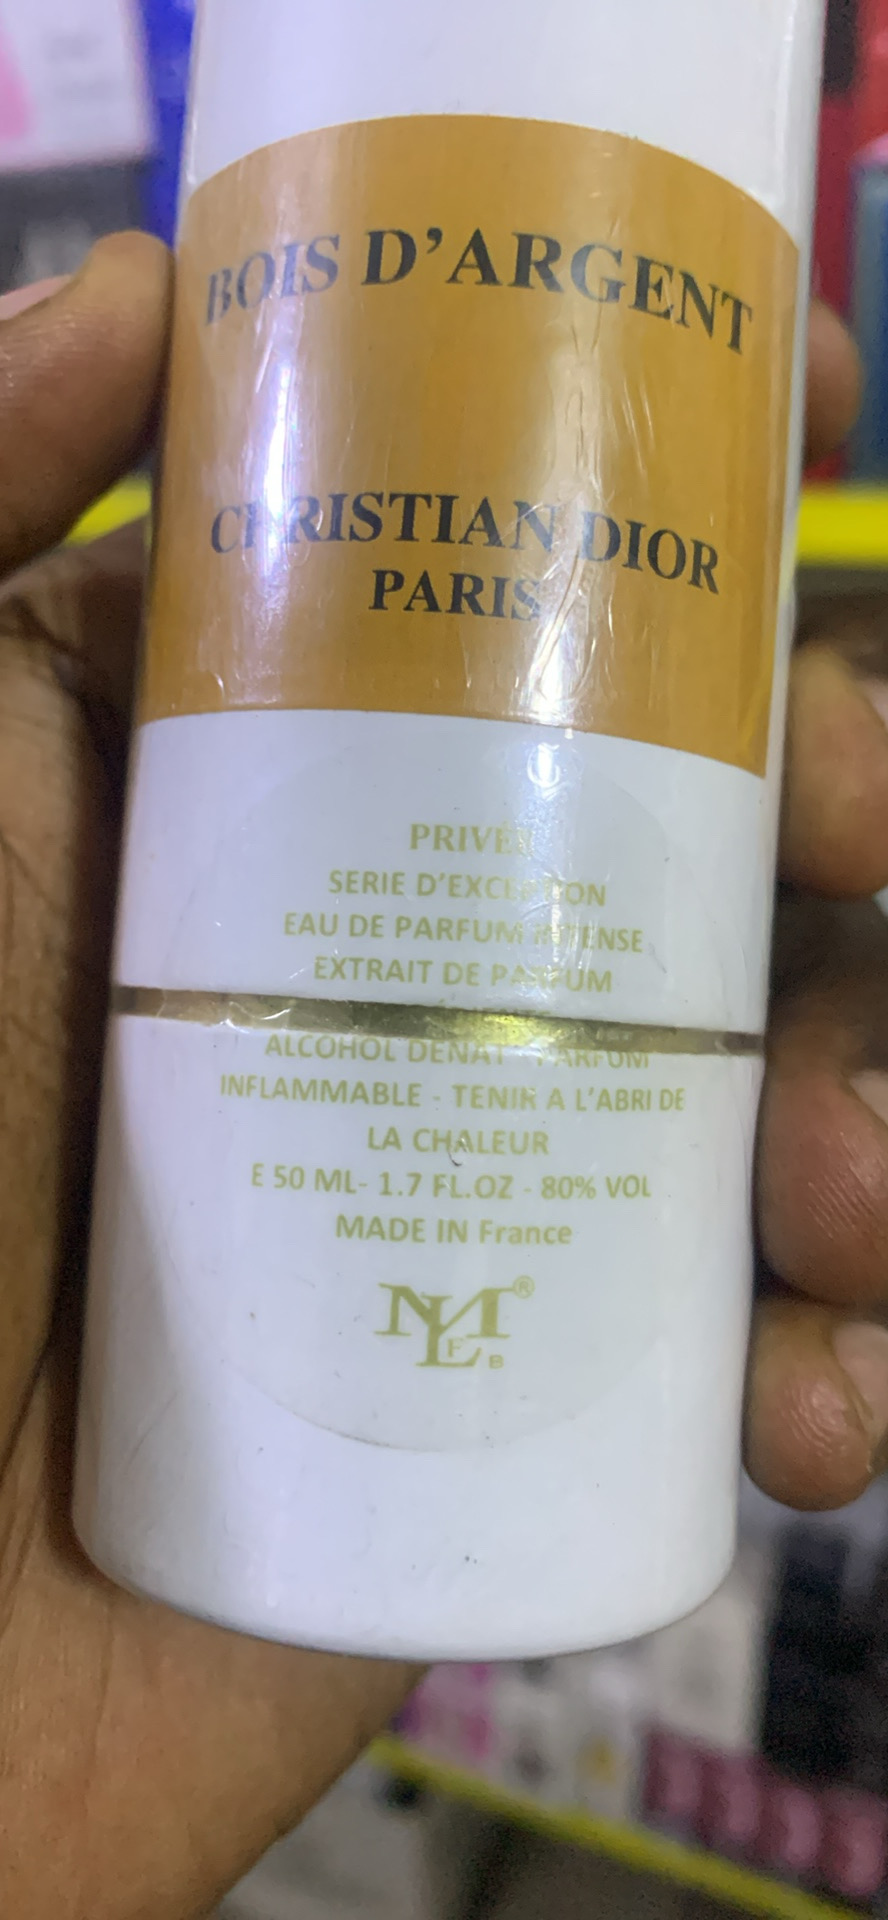 BOIS D'ARGENT
CHRISTIAN DIOR
PARIS
PRIVÉE
SERIE D'EXCEPTION
EAU DE PARFUM INTENSE
EXTRAIT DE PARFUM
ALCOHOL DENAT - PARFUM
INFLAMMABLE - TENIR A L'ABRI DE
LA CHALEUR
E 50 ML- 1.7 FL.OZ - 80% VOL
MADE IN France